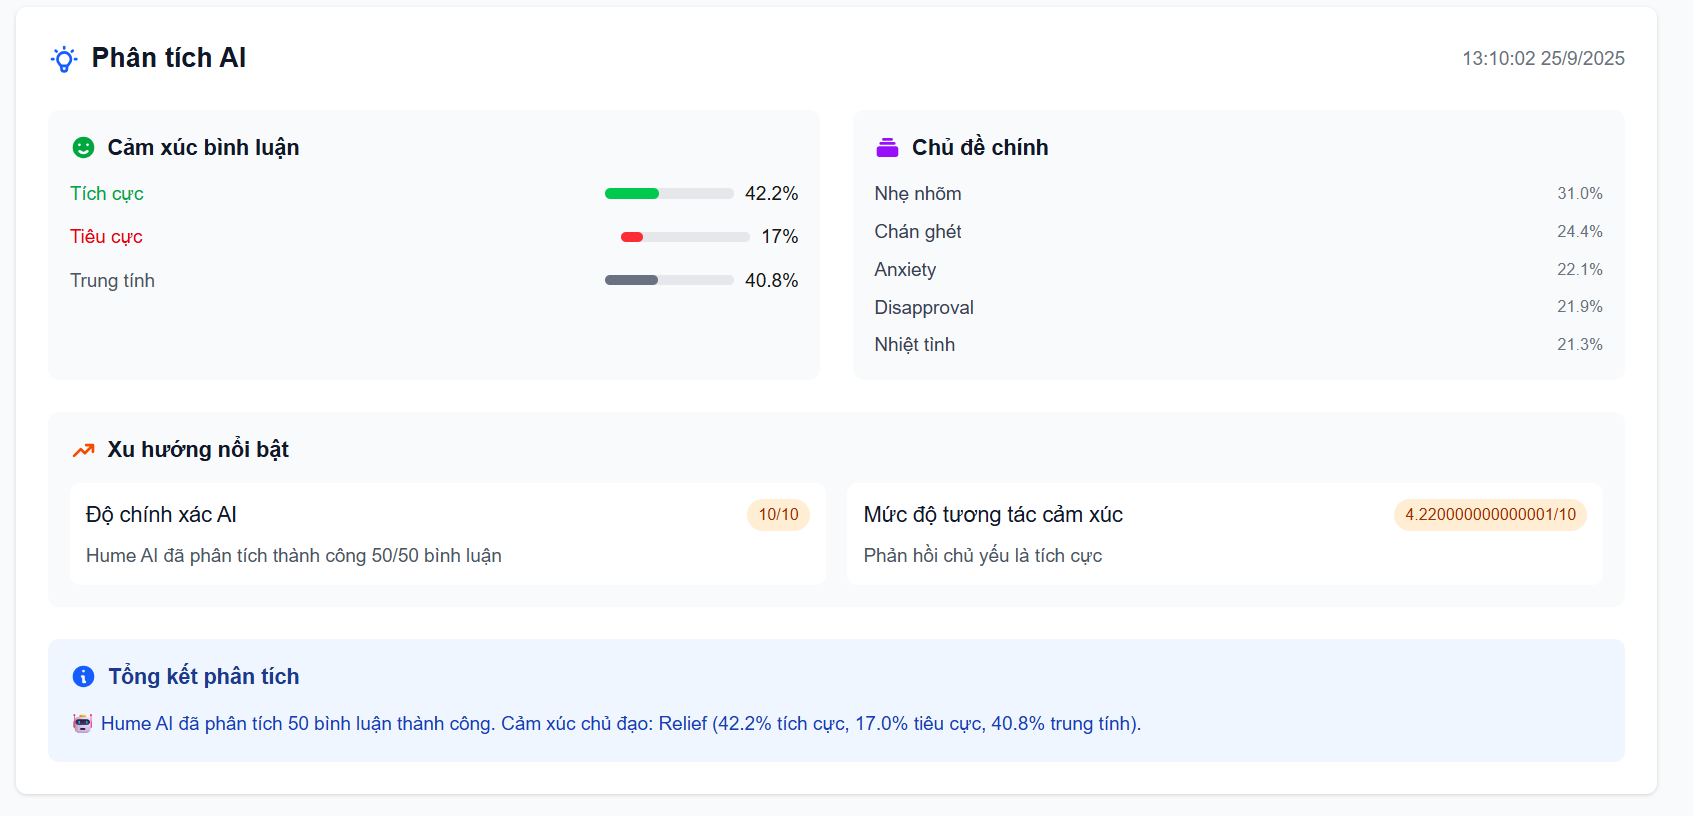 Phân tích AI
13:10:02 25/9/2025
Cảm xúc bình luận
Tích cực 42.2%
Tiêu cực 17%
Trung tính 40.8%
Chủ đề chính
Nhẹ nhõm 31.0%
Chán ghét 24.4%
Anxiety 22.1%
Disapproval 21.9%
Nhiệt tình 21.3%
Xu hướng nổi bật
Độ chính xác AI 10/10
Hume AI đã phân tích thành công 50/50 bình luận
Mức độ tương tác cảm xúc 4.220000000000001/10
Phản hồi chủ yếu là tích cực
Tổng kết phân tích
Hume AI đã phân tích 50 bình luận thành công. Cảm xúc chủ đạo: Relief (42.2% tích cực, 17.0% tiêu cực, 40.8% trung tính).